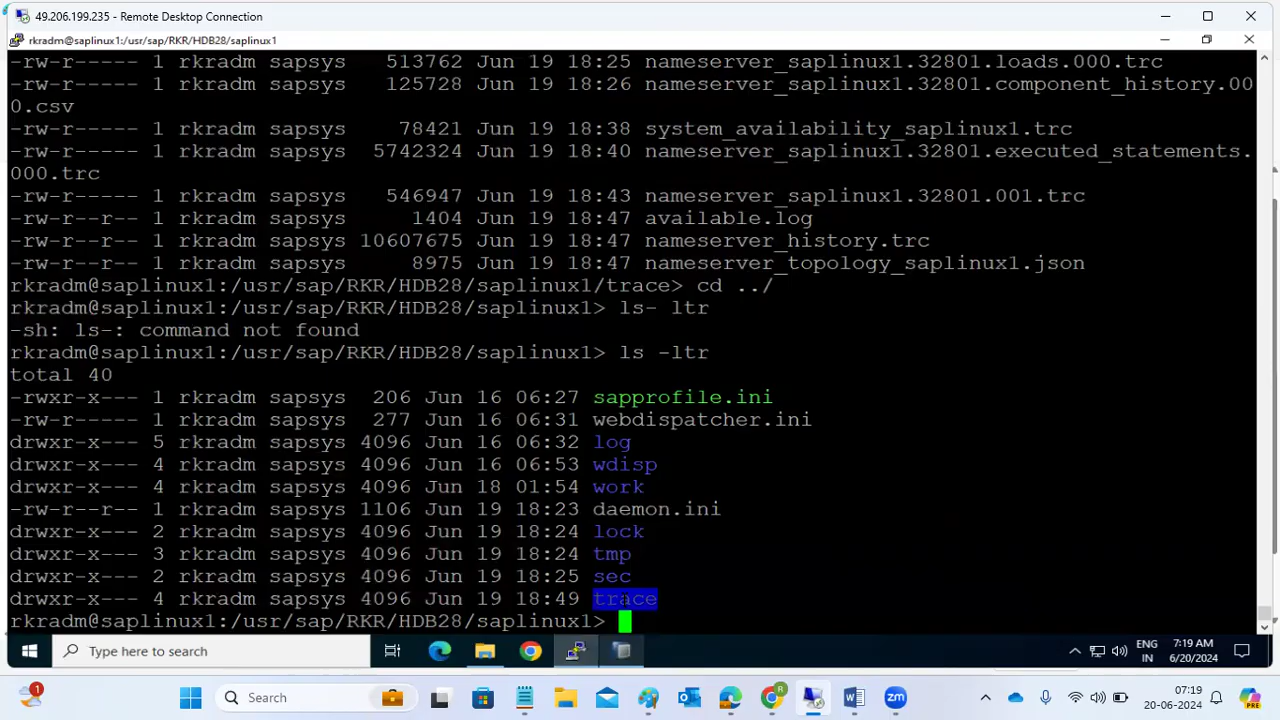 49.206.199.235 - Remote Desktop Connection
rkradm@saplinux1:/usr/sap/RKR/HDB28/saplinux1
-rw-r----- 1 rkradm sapsys   513762 Jun 19 18:25 nameserver_saplinux1.32801.loads.000.trc
-rw-r----- 1 rkradm sapsys   125728 Jun 19 18:26 nameserver_saplinux1.32801.component_history.00
0.csv
-rw-r----- 1 rkradm sapsys    78421 Jun 19 18:38 system_availability_saplinux1.trc
-rw-r----- 1 rkradm sapsys  5742324 Jun 19 18:40 nameserver_saplinux1.32801.executed_statements.
000.trc
-rw-r----- 1 rkradm sapsys   546947 Jun 19 18:43 nameserver_saplinux1.32801.001.trc
-rw-r--r-- 1 rkradm sapsys     1404 Jun 19 18:47 available.log
-rw-r----- 1 rkradm sapsys 10607675 Jun 19 18:47 nameserver_history.trc
-rw-r--r-- 1 rkradm sapsys     8975 Jun 19 18:47 nameserver_topology_saplinux1.json
rkradm@saplinux1:/usr/sap/RKR/HDB28/saplinux1/trace> cd ../
rkradm@saplinux1:/usr/sap/RKR/HDB28/saplinux1> ls- ltr
-sh: ls-: command not found
rkradm@saplinux1:/usr/sap/RKR/HDB28/saplinux1> ls -ltr
total 40
-rwxr-x--- 1 rkradm sapsys  206 Jun 16 06:27 sapprofile.ini
-rw-r----- 1 rkradm sapsys  277 Jun 16 06:31 webdispatcher.ini
drwxr-x--- 5 rkradm sapsys 4096 Jun 16 06:32 log
drwxr-x--- 4 rkradm sapsys 4096 Jun 16 06:53 wdisp
drwxr-x--- 4 rkradm sapsys 4096 Jun 18 01:54 work
-rw-r--r-- 1 rkradm sapsys 1106 Jun 19 18:23 daemon.ini
drwxr-x--- 2 rkradm sapsys 4096 Jun 19 18:24 lock
drwxr-x--- 3 rkradm sapsys 4096 Jun 19 18:24 tmp
drwxr-x--- 2 rkradm sapsys 4096 Jun 19 18:25 sec
drwxr-x--- 4 rkradm sapsys 4096 Jun 19 18:49 trace
rkradm@saplinux1:/usr/sap/RKR/HDB28/saplinux1>
Type here to search
ENG
IN
7:19 AM
6/20/2024
1
Search
zm
07:19
20-06-2024
PRE